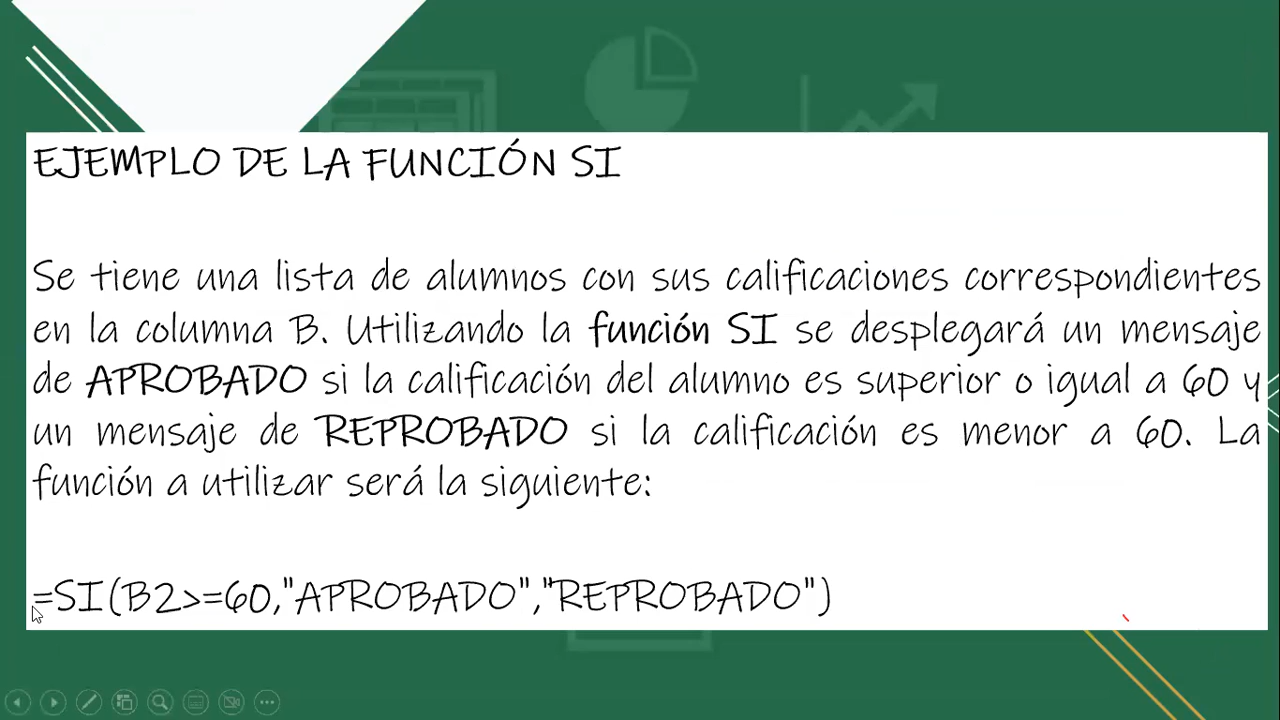 EJEMPLO DE LA FUNCIÓN SI
Se tiene una lista de alumnos con sus calificaciones correspondientes
en la columna B. Utilizando la función SI se desplegará un mensaje
de APROBADO si la calificación del alumno es superior o igual a 60 y
un mensaje de REPROBADO si la calificación es menor a 60. La
función a utilizar será la siguiente:
=SI(B2>=60,"APROBADO","REPROBADO")